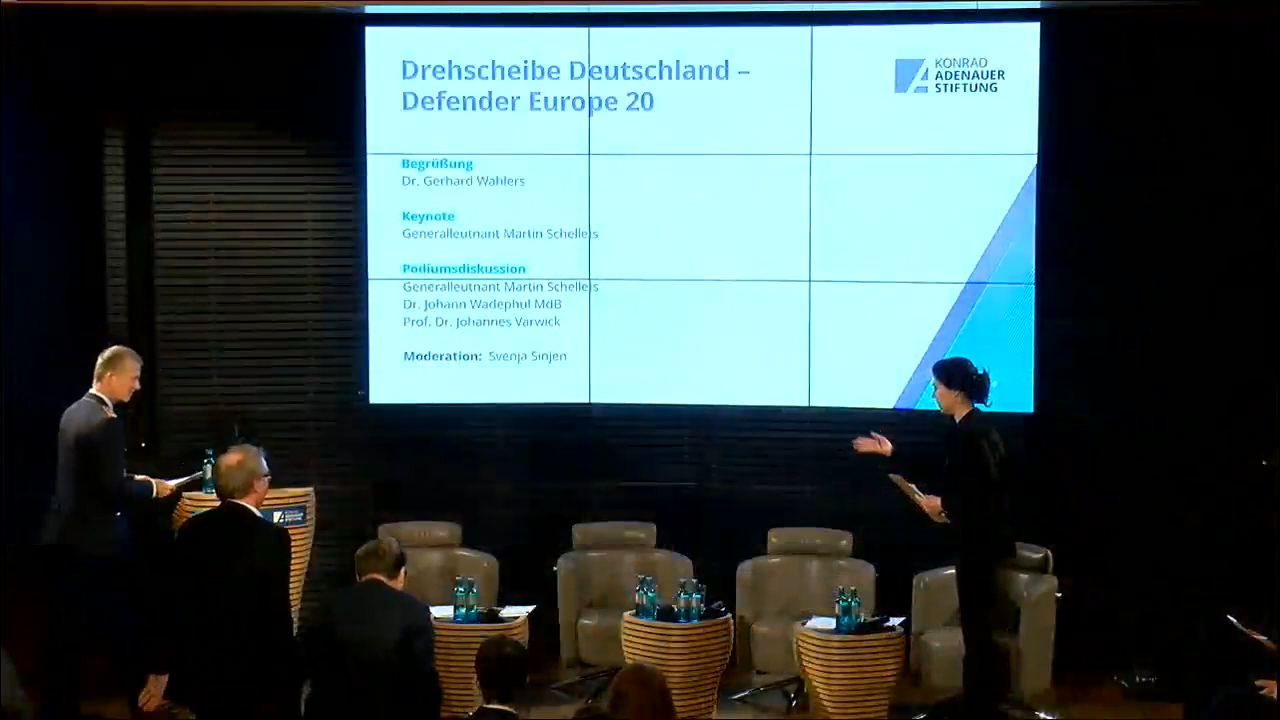 Drehscheibe Deutschland –
Defender Europe 20
KONRAD
ADENAUER
STIFTUNG
Begrüßung
Dr. Gerhard Wahlers
Keynote
Generalleutnant Martin Schelleis
Podiumsdiskussion
Generalleutnant Martin Schelleis
Dr. Johann Wadephul MdB
Prof. Dr. Johannes Varwick
Moderation: Svenja Sinjen